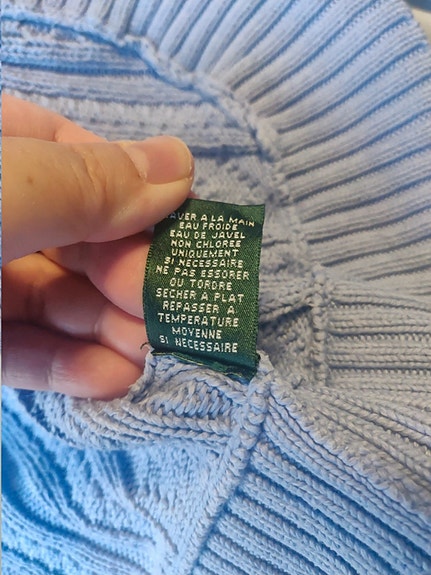 LAVER A LA MAIN
EAU FROIDE
EAU DE JAVEL
NON CHLOREE
UNIQUEMENT
SI NECESSAIRE
NE PAS ESSORER
OU TORDRE
SECHER A PLAT
REPASSER A
TEMPERATURE
MOYENNE
SI NECESSAIRE